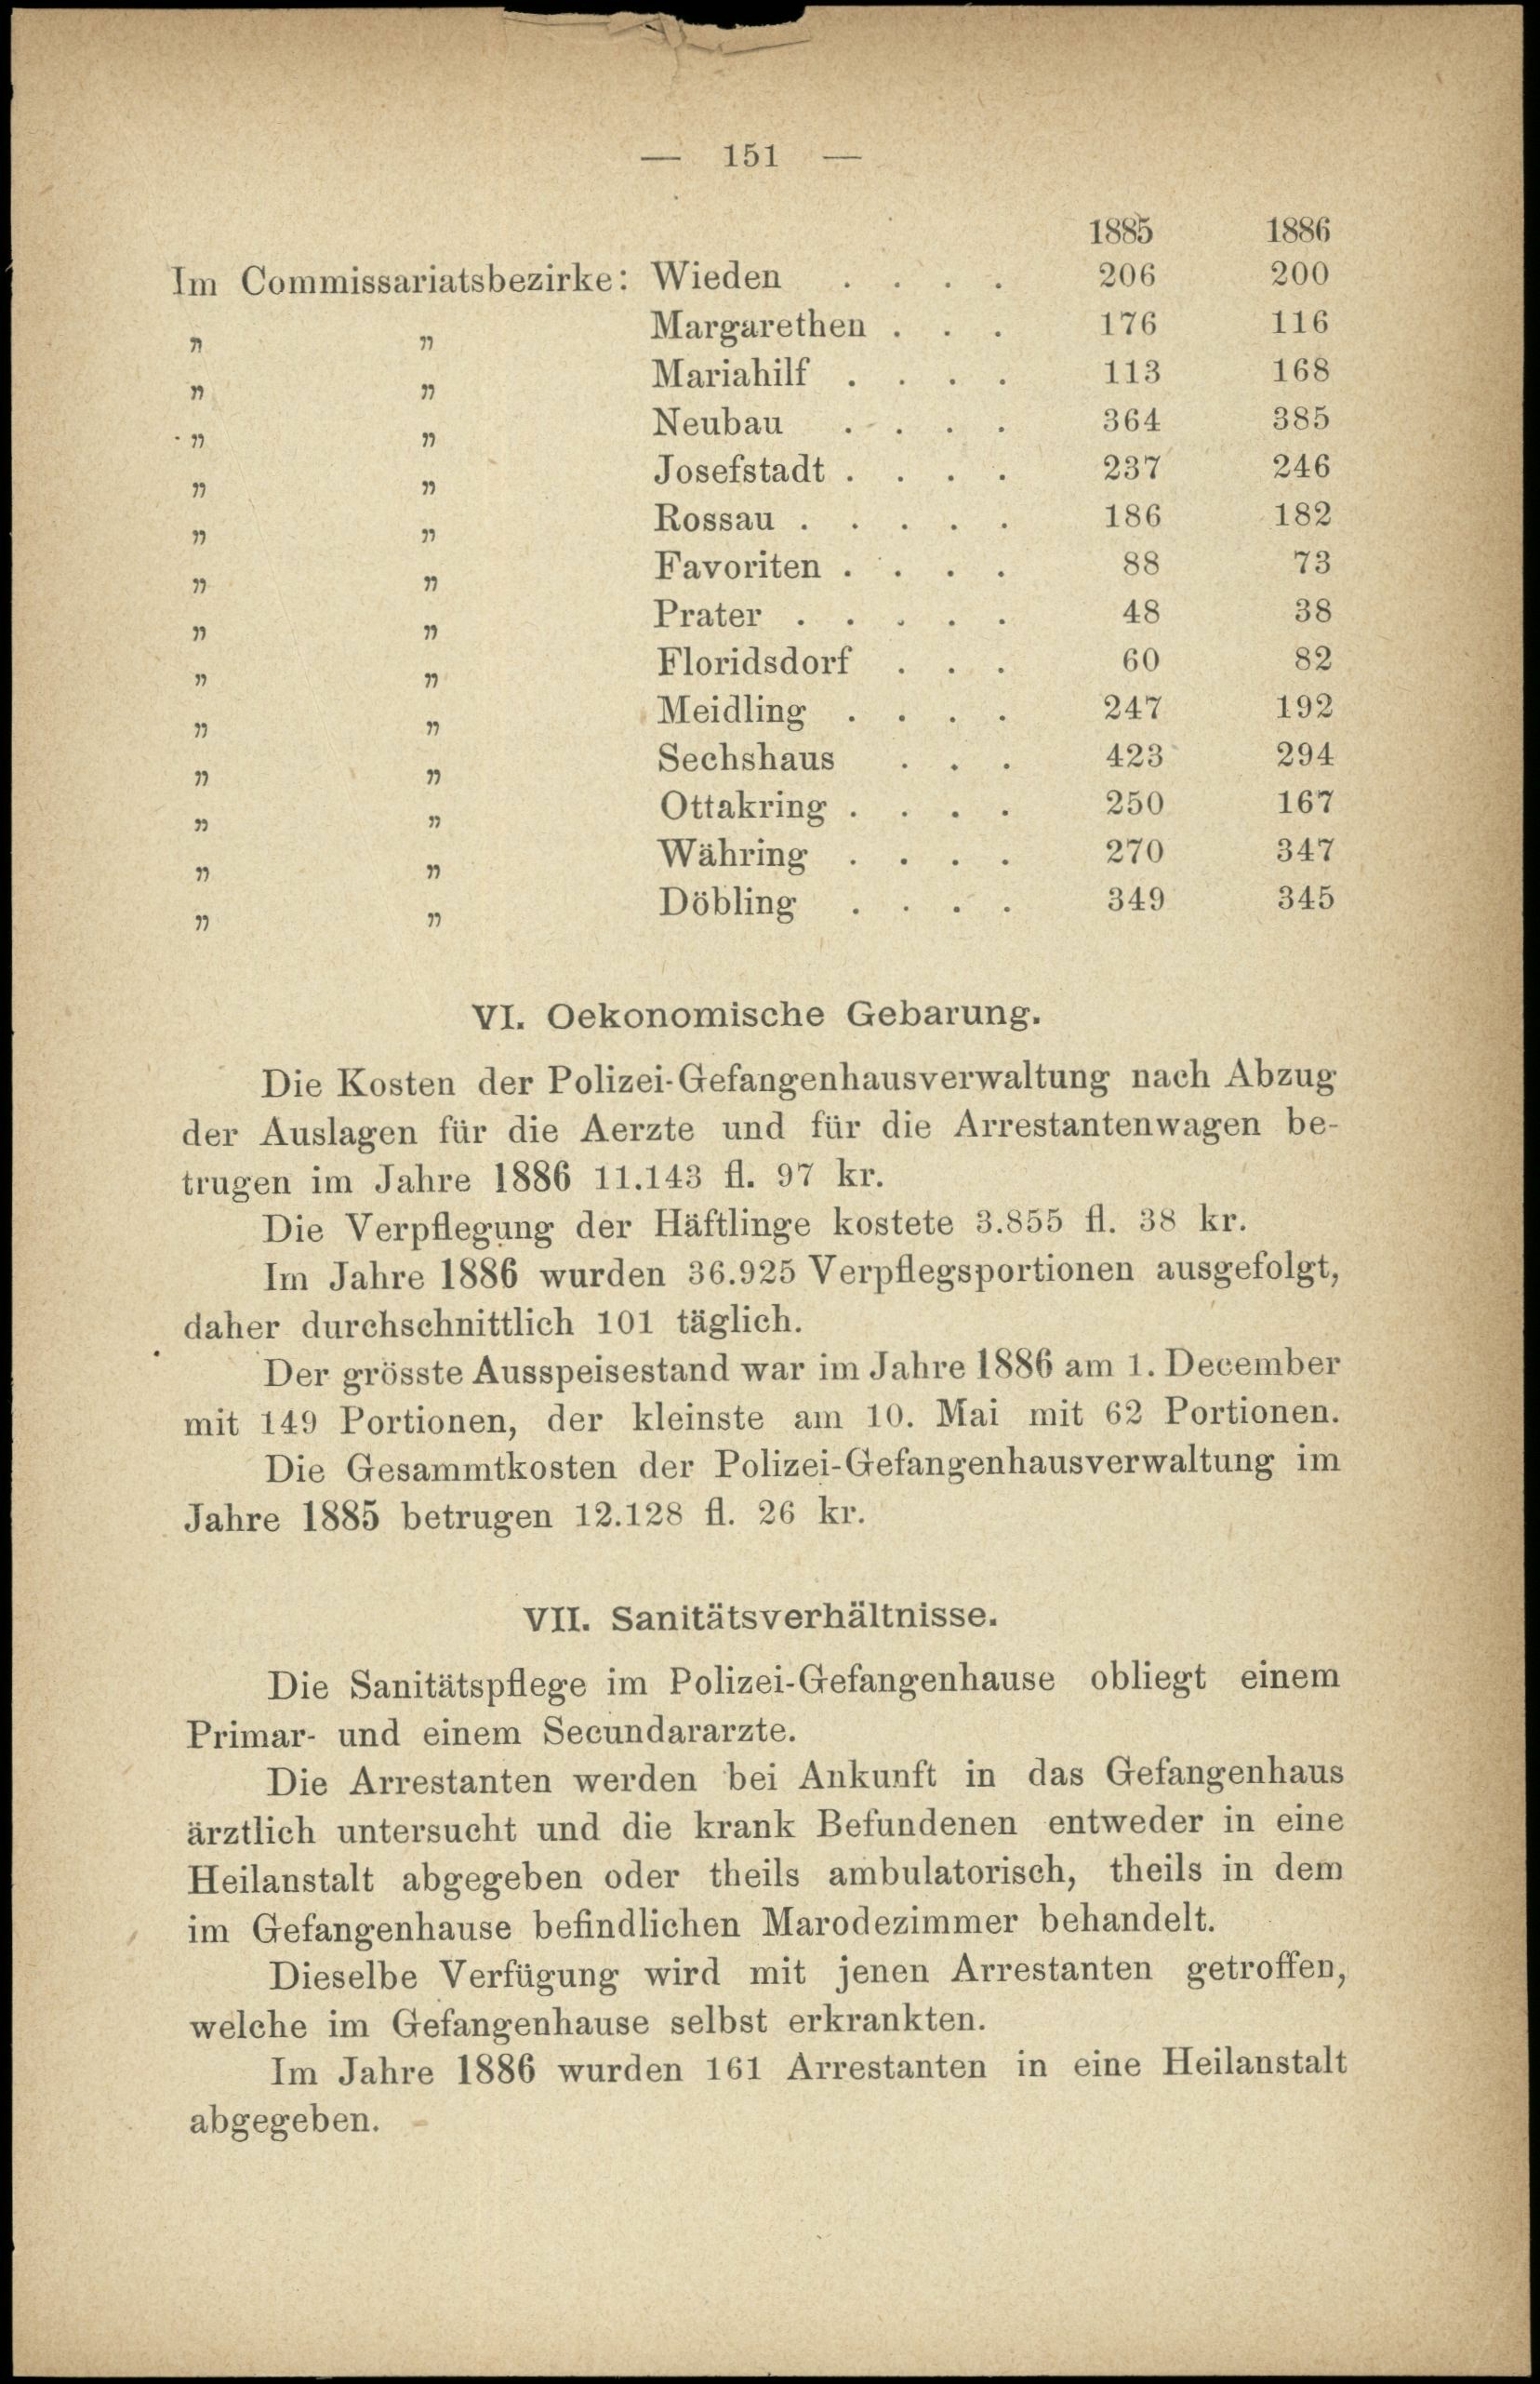 — 151 —
1885 1886
Im Commissariatsbezirke: Wieden . . . . 206 200
„ „ Margarethen . . . 176 116
„ „ Mariahilf . . . . 113 168
„ „ Neubau . . . . 364 385
„ „ Josefstadt . . . . 237 246
„ „ Rossau . . . . . 186 182
„ „ Favoriten . . . . 88 73
„ „ Prater . . . . . 48 38
„ „ Floridsdorf . . . 60 82
„ „ Meidling . . . . 247 192
„ „ Sechshaus . . . 423 294
„ „ Ottakring . . . . 250 167
„ „ Währing . . . . 270 347
„ „ Döbling . . . . 349 345
VI. Oekonomische Gebarung.
Die Kosten der Polizei-Gefangenhausverwaltung nach Abzug
der Auslagen für die Aerzte und für die Arrestantenwagen be-
trugen im Jahre 1886 11.143 fl. 97 kr.
Die Verpflegung der Häftlinge kostete 3.855 fl. 38 kr.
Im Jahre 1886 wurden 36.925 Verpflegsportionen ausgefolgt,
daher durchschnittlich 101 täglich.
Der grösste Ausspeisestand war im Jahre 1886 am 1. December
mit 149 Portionen, der kleinste am 10. Mai mit 62 Portionen.
Die Gesammtkosten der Polizei-Gefangenhausverwaltung im
Jahre 1885 betrugen 12.128 fl. 26 kr.
VII. Sanitätsverhältnisse.
Die Sanitätspflege im Polizei-Gefangenhause obliegt einem
Primar- und einem Secundararzte.
Die Arrestanten werden bei Ankunft in das Gefangenhaus
ärztlich untersucht und die krank Befundenen entweder in eine
Heilanstalt abgegeben oder theils ambulatorisch, theils in dem
im Gefangenhause befindlichen Marodezimmer behandelt.
Dieselbe Verfügung wird mit jenen Arrestanten getroffen,
welche im Gefangenhause selbst erkrankten.
Im Jahre 1886 wurden 161 Arrestanten in eine Heilanstalt
abgegeben.